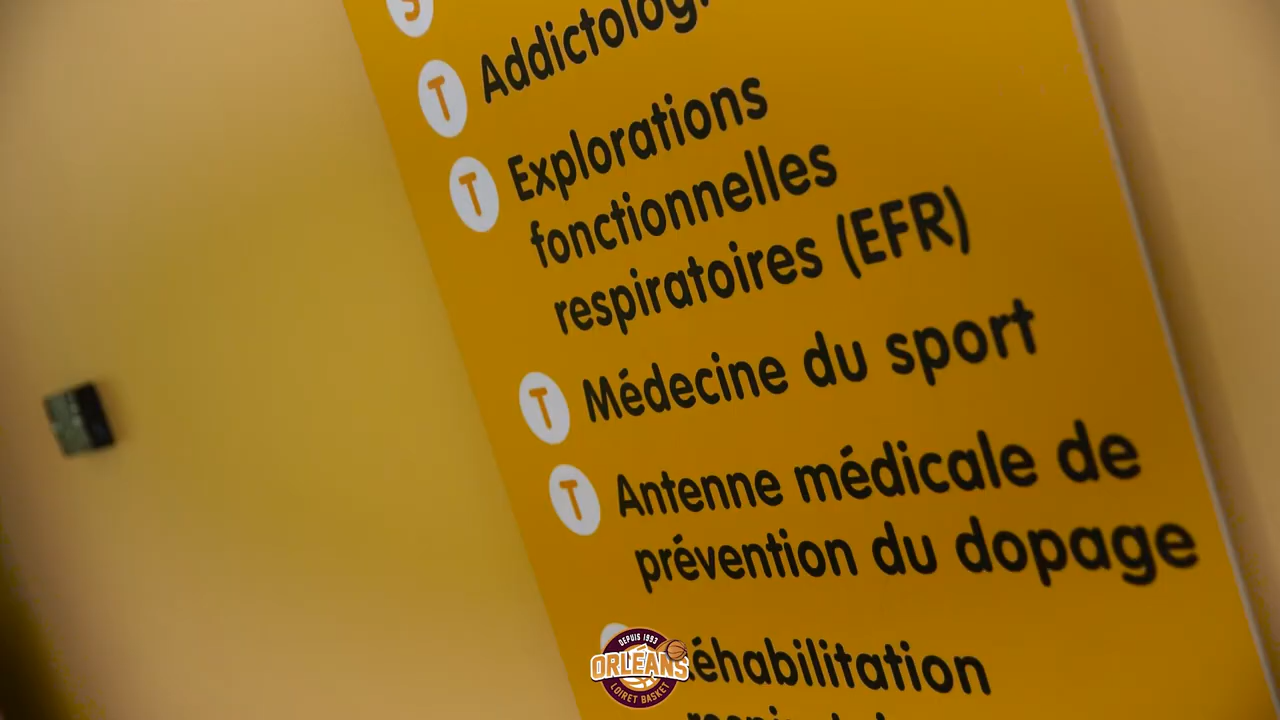 T Addictolog
T Explorations
fonctionnelles
respiratoires (EFR)
T Médecine du sport
T Antenne médicale de
prévention du dopage
éhabilitation
DEPUIS 1993
ORLÉANS
LOIRET BASKET